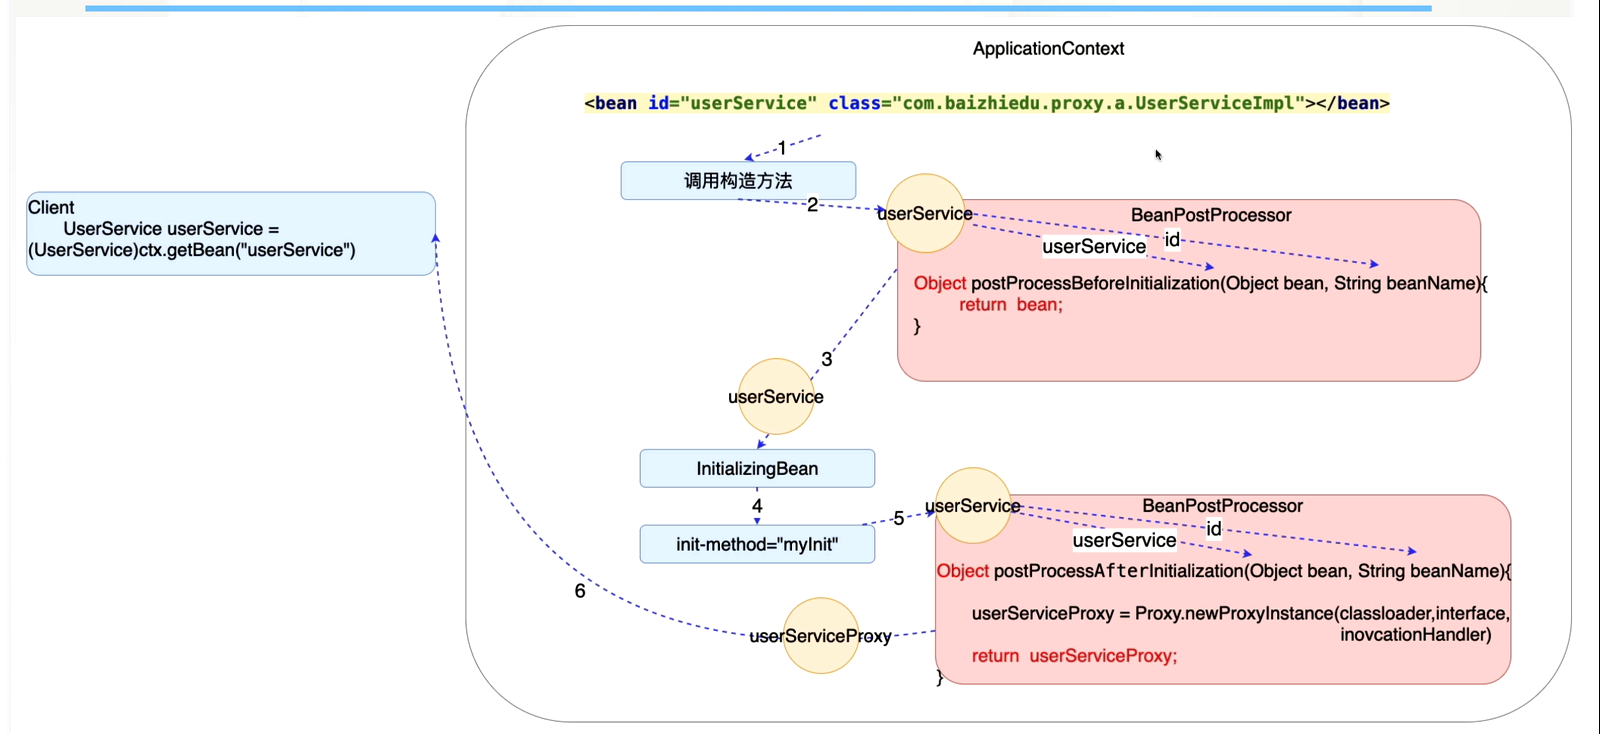 ApplicationContext
<bean id="userService" class="com.baizhiedu.proxy.a.UserServiceImpl"></bean>
1
调用构造方法
2
userService
BeanPostProcessor
id
userService
Object postProcessBeforeInitialization(Object bean, String beanName){
return bean;
}
Client
UserService userService =
(UserService)ctx.getBean("userService")
3
userService
InitializingBean
4
init-method="myInit"
5
userService
BeanPostProcessor
id
userService
Object postProcessAfterInitialization(Object bean, String beanName){
userServiceProxy = Proxy.newProxyInstance(classloader,interface,
inovcationHandler)
return userServiceProxy;
}
6
userServiceProxy